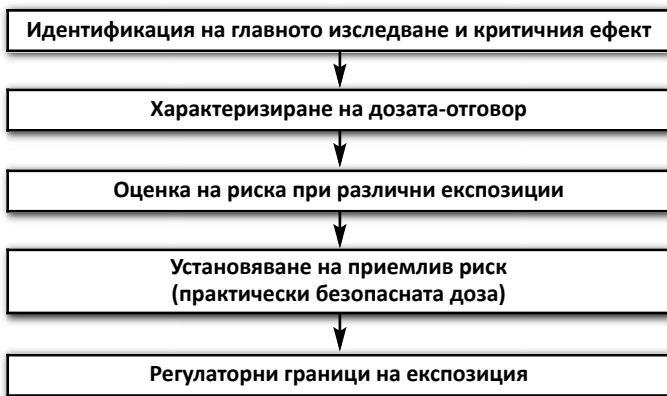 Идентификация на главното изследване и критичния ефект
Характеризиране на дозата-отговор
Оценка на риска при различни експозиции
Установяване на приемлив риск
(практически безопасната доза)
Регулаторни граници на експозиция